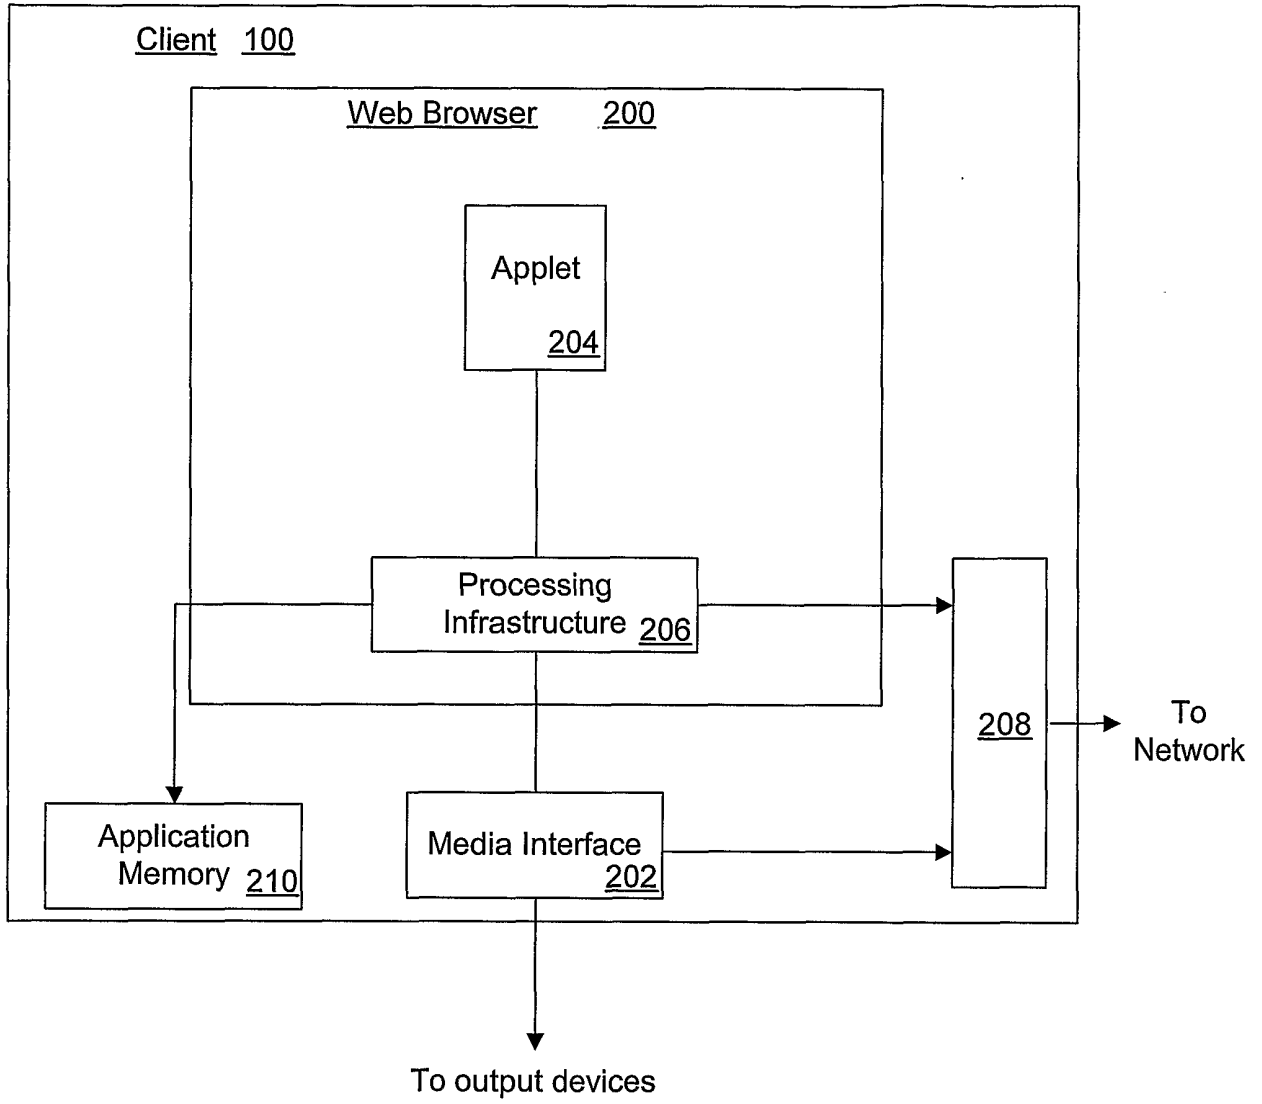 Client 100
Web Browser 200
Applet
204
Processing
Infrastructure 206
208
To
Network
Application
Memory 210
Media Interface
202
To output devices